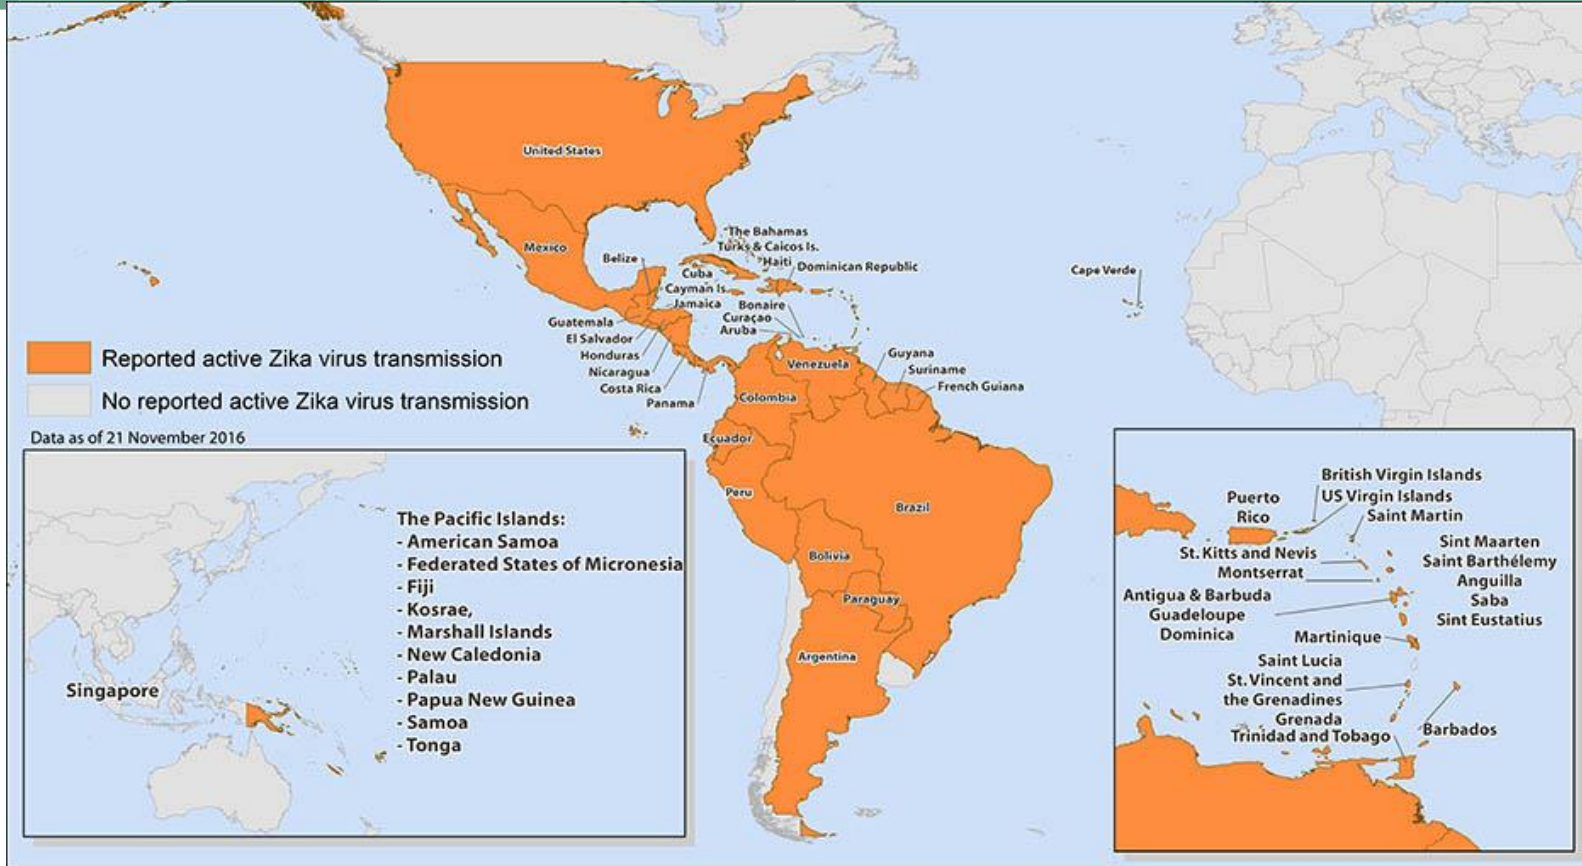 United States
Mexico
The Bahamas
Turks & Caicos Is.
Haiti
Dominican Republic
Belize
Cuba
Cayman Is.
Jamaica
Bonaire
Curaçao
Aruba
Guatemala
El Salvador
Honduras
Nicaragua
Costa Rica
Panama
Cape Verde
Venezuela
Guyana
Suriname
French Guiana
Colombia
Ecuador
Peru
Brazil
Bolivia
Paraguay
Argentina
Reported active Zika virus transmission
No reported active Zika virus transmission
Data as of 21 November 2016
Singapore
The Pacific Islands:
- American Samoa
- Federated States of Micronesia
- Fiji
- Kosrae,
- Marshall Islands
- New Caledonia
- Palau
- Papua New Guinea
- Samoa
- Tonga
British Virgin Islands
US Virgin Islands
Saint Martin
Puerto
Rico
St. Kitts and Nevis
Montserrat
Antigua & Barbuda
Guadeloupe
Dominica
Martinique
Saint Lucia
St. Vincent and
the Grenadines
Grenada
Trinidad and Tobago
Sint Maarten
Saint Barthélemy
Anguilla
Saba
Sint Eustatius
Barbados